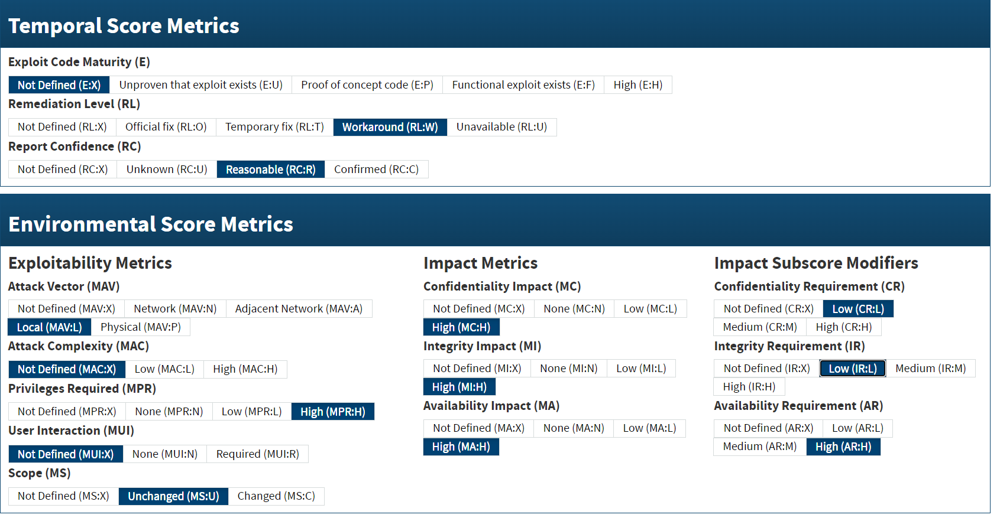 Temporal Score Metrics
Exploit Code Maturity (E)
Not Defined (E:X) Unproven that exploit exists (E:U) Proof of concept code (E:P) Functional exploit exists (E:F) High (E:H)
Remediation Level (RL)
Not Defined (RL:X) Official fix (RL:O) Temporary fix (RL:T) Workaround (RL:W) Unavailable (RL:U)
Report Confidence (RC)
Not Defined (RC:X) Unknown (RC:U) Reasonable (RC:R) Confirmed (RC:C)
Environmental Score Metrics
Exploitability Metrics
Attack Vector (MAV)
Not Defined (MAV:X) Network (MAV:N) Adjacent Network (MAV:A)
Local (MAV:L) Physical (MAV:P)
Attack Complexity (MAC)
Not Defined (MAC:X) Low (MAC:L) High (MAC:H)
Privileges Required (MPR)
Not Defined (MPR:X) None (MPR:N) Low (MPR:L) High (MPR:H)
User Interaction (MUI)
Not Defined (MUI:X) None (MUI:N) Required (MUI:R)
Scope (MS)
Not Defined (MS:X) Unchanged (MS:U) Changed (MS:C)
Impact Metrics
Confidentiality Impact (MC)
Not Defined (MC:X) None (MC:N) Low (MC:L)
High (MC:H)
Integrity Impact (MI)
Not Defined (MI:X) None (MI:N) Low (MI:L)
High (MI:H)
Availability Impact (MA)
Not Defined (MA:X) None (MA:N) Low (MA:L)
High (MA:H)
Impact Subscore Modifiers
Confidentiality Requirement (CR)
Not Defined (CR:X) Low (CR:L)
Medium (CR:M) High (CR:H)
Integrity Requirement (IR)
Not Defined (IR:X) Low (IR:L) Medium (IR:M)
High (IR:H)
Availability Requirement (AR)
Not Defined (AR:X) Low (AR:L)
Medium (AR:M) High (AR:H)